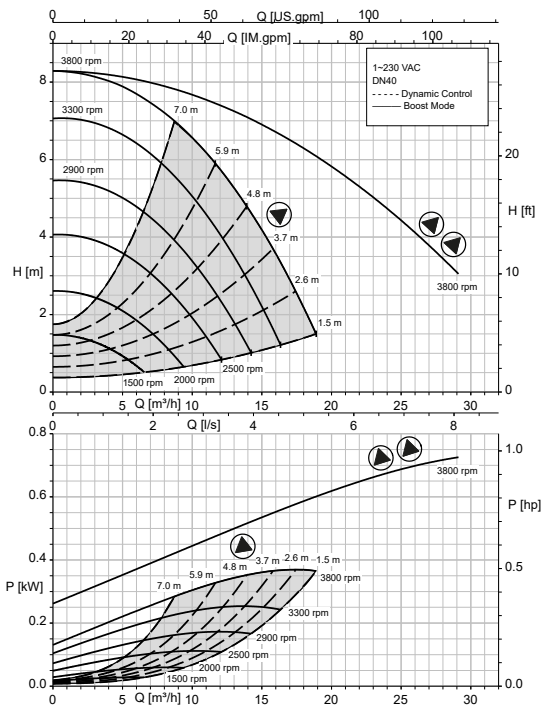 0 50 100
Q [US.gpm]
0 20 40 60 80 100
Q [IM.gpm]
3800 rpm
8
7.0 m
1~230 VAC
DN40
----- Dynamic Control
——— Boost Mode
3300 rpm
6
5.9 m
20
2900 rpm
4.8 m
4
3.7 m
H [ft]
H [m]
2.6 m
10
3800 rpm
2
1.5 m
1500 rpm
2000 rpm
2500 rpm
0
0
0 5 10 15 20 25 30
Q [m³/h]
0 2 4 6 8
Q [l/s]
0.8
1.0
3800 rpm
0.6
P [hp]
0.4
7.0 m
5.9 m
4.8 m
3.7 m
2.6 m
1.5 m
3800 rpm
0.5
P [kW]
0.2
3300 rpm
2900 rpm
2500 rpm
2000 rpm
1500 rpm
0.0
0.0
0 5 10 15 20 25 30
Q [m³/h]